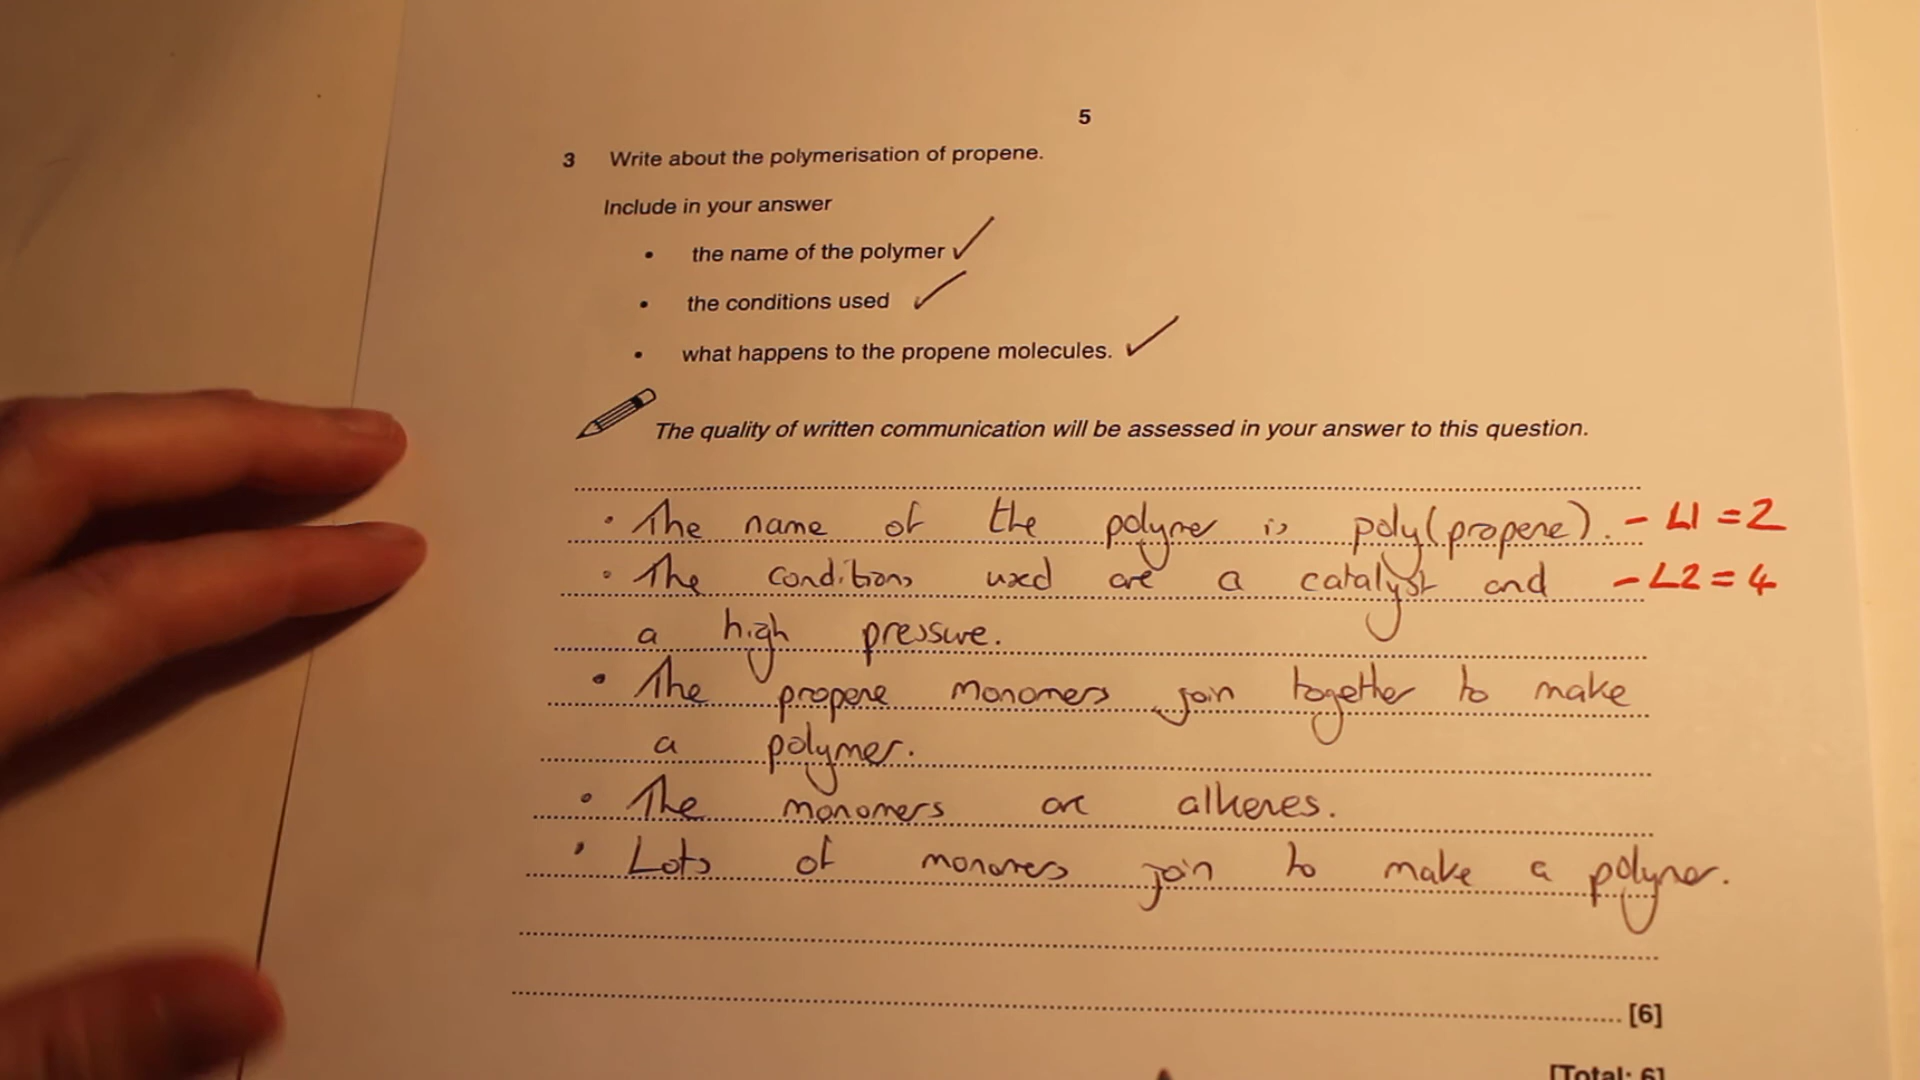 5
3 Write about the polymerisation of propene.
Include in your answer
• the name of the polymer ✓
• the conditions used ✓
• what happens to the propene molecules. ✓
The quality of written communication will be assessed in your answer to this question.
• The name of the polymer is poly(propene). - L1 = 2
• The conditions used are a catalyst and - L2 = 4
a high pressure.
• The propene monomers join together to make
a polymer.
• The monomers are alkenes.
• Lots of monomers join to make a polymer.
[6]
[Total: 6]